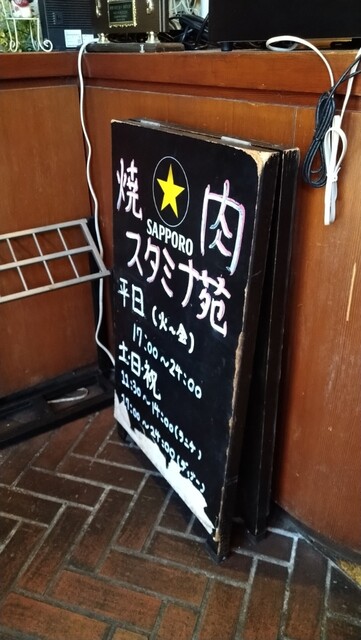 焼肉
SAPPORO
スタミナ苑
平日(火~金)
17:00~24:00
土・日・祝
11:30~14:00(ランチ)
17:00~24:00(ディナー)